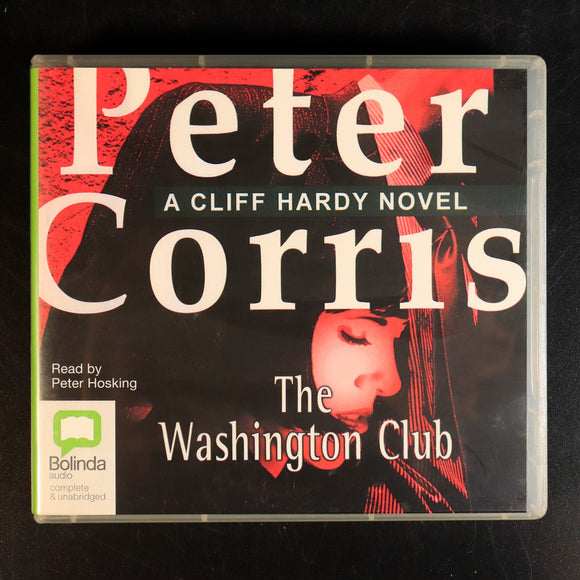 Peter
A CLIFF HARDY NOVEL
Corris
Read by
Peter Hosking
The
Washington Club
Bolinda
audio
complete
& unabridged